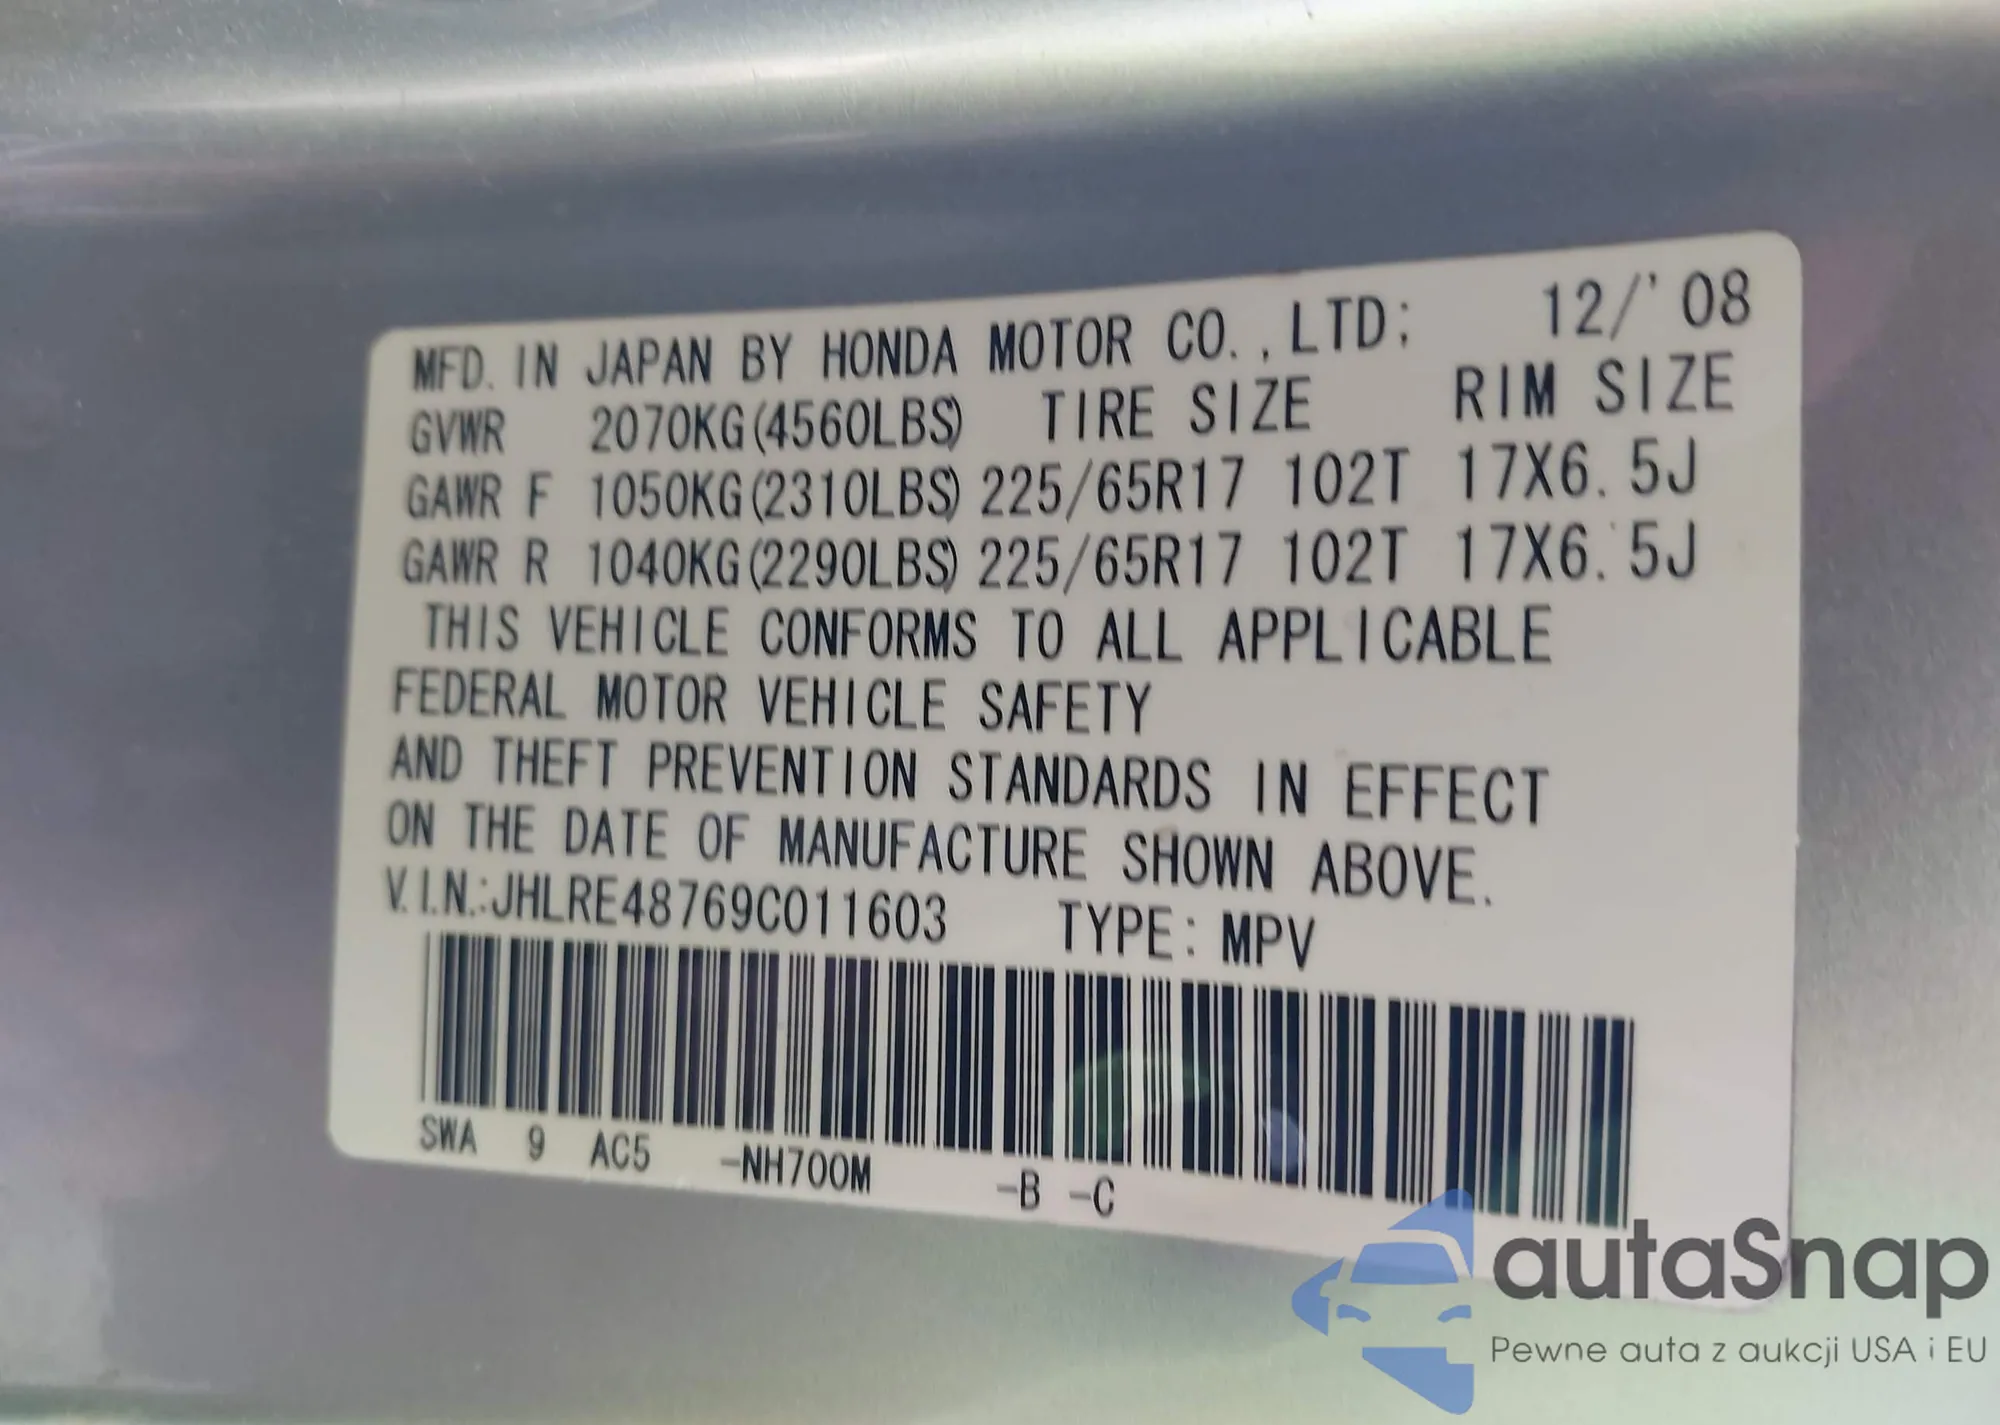 MFD. IN JAPAN BY HONDA MOTOR CO., LTD; 12/'08
GVWR 2070KG(4560LBS) TIRE SIZE RIM SIZE
GAWR F 1050KG(2310LBS) 225/65R17 102T 17X6.5J
GAWR R 1040KG(2290LBS) 225/65R17 102T 17X6.5J
THIS VEHICLE CONFORMS TO ALL APPLICABLE
FEDERAL MOTOR VEHICLE SAFETY
AND THEFT PREVENTION STANDARDS IN EFFECT
ON THE DATE OF MANUFACTURE SHOWN ABOVE.
V.I.N.:JHLRE48769C011603 TYPE: MPV
SWA 9 AC5 -NH700M -B -C
autaSnap
Pewne auta z aukcji USA i EU